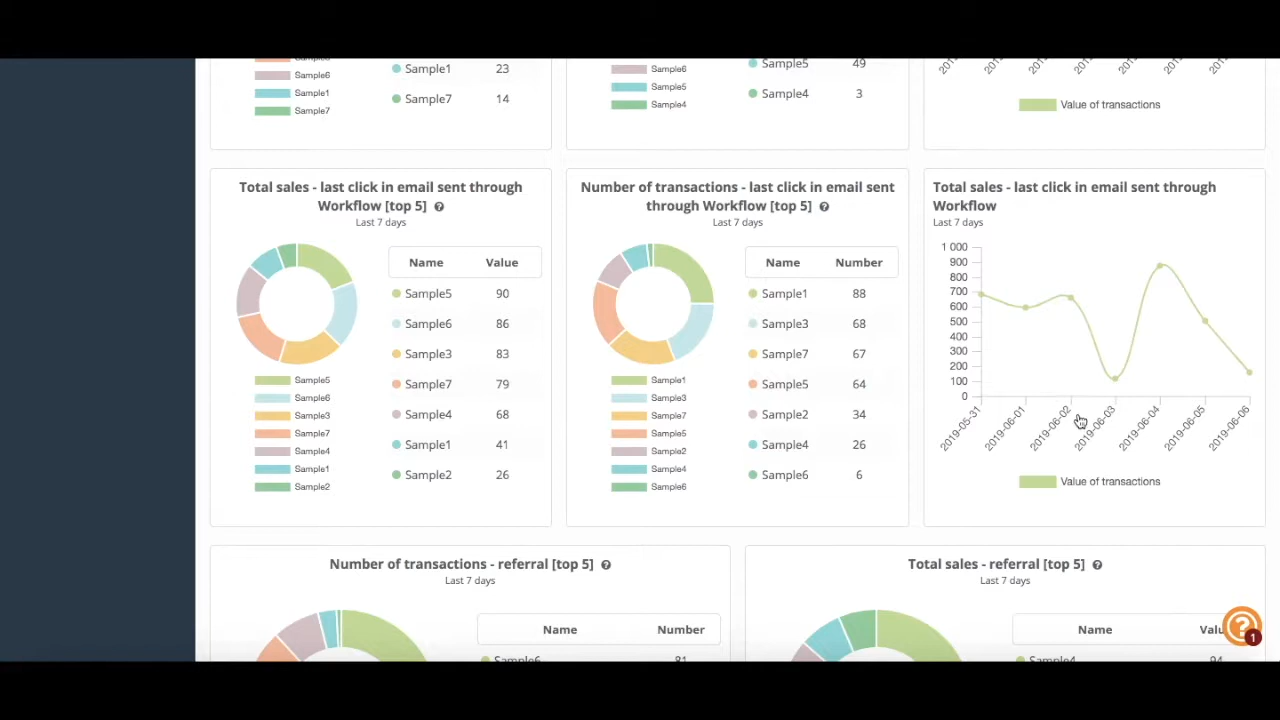 Sample6
Sample1
Sample7
Sample1 23
Sample7 14
Sample6
Sample5
Sample4
Sample5 49
Sample4 3
Value of transactions
Total sales - last click in email sent through
Workflow [top 5]
Last 7 days
Name Value
Sample5 90
Sample6 86
Sample3 83
Sample7 79
Sample4 68
Sample1 41
Sample2 26
Sample5
Sample6
Sample3
Sample7
Sample4
Sample1
Sample2
Number of transactions - last click in email sent
through Workflow [top 5]
Last 7 days
Name Number
Sample1 88
Sample3 68
Sample7 67
Sample5 64
Sample2 34
Sample4 26
Sample6 6
Sample1
Sample3
Sample7
Sample5
Sample2
Sample4
Sample6
Total sales - last click in email sent through
Workflow
Last 7 days
1 000
900
800
700
600
500
400
300
200
100
0
2019-05-31
2019-06-01
2019-06-02
2019-06-03
2019-06-04
2019-06-05
2019-06-06
Value of transactions
Number of transactions - referral [top 5]
Last 7 days
Name Number
Sample6 81
Total sales - referral [top 5]
Last 7 days
Name
Sample4 94
1